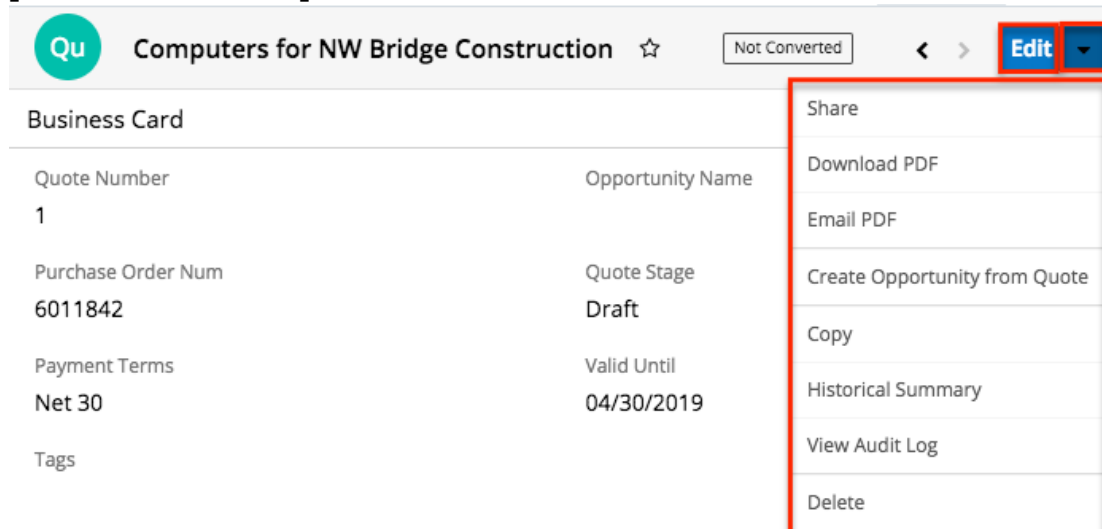 Qu Computers for NW Bridge Construction Not Converted Edit
Business Card
Share
Download PDF
Email PDF
Create Opportunity from Quote
Copy
Historical Summary
View Audit Log
Delete
Quote Number Opportunity Name
1
Purchase Order Num Quote Stage
6011842 Draft
Payment Terms Valid Until
Net 30 04/30/2019
Tags